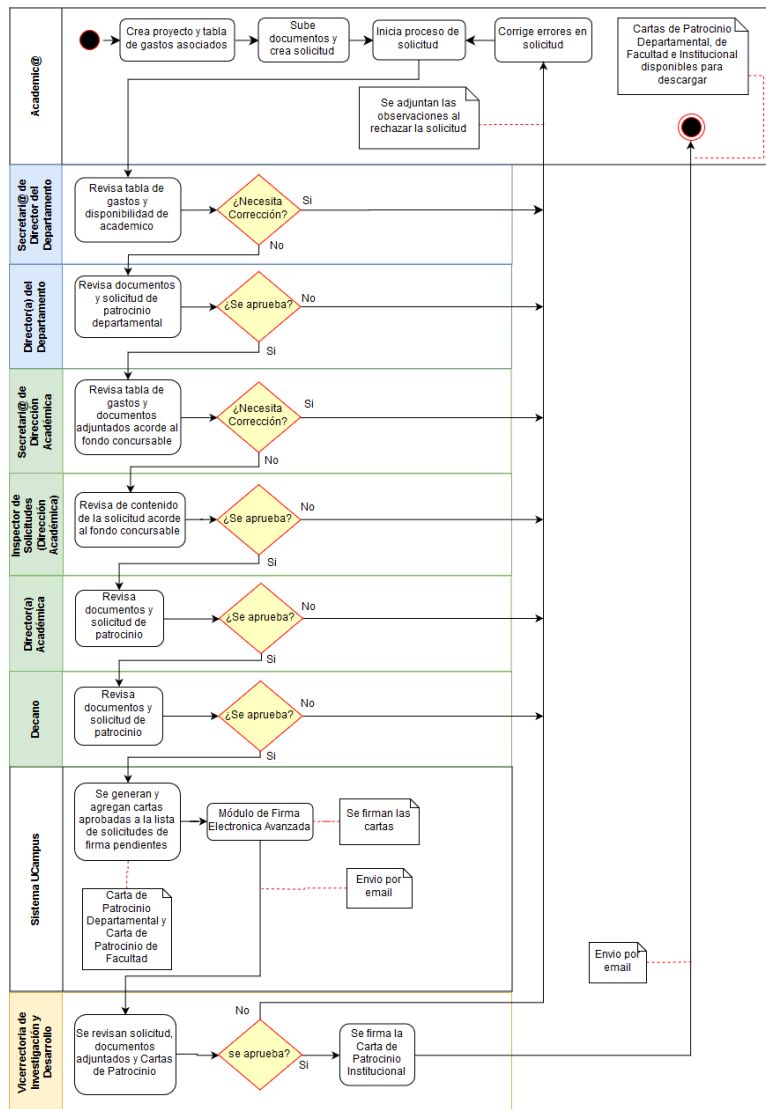 Academic@
Crea proyecto y tabla
de gastos asociados
Sube
documentos y
crea solicitud
Inicia proceso de
solicitud
Corrige errores en
solicitud
Cartas de Patrocinio
Departamental, de
Facultad e Institucional
disponibles para
descargar
Se adjuntan las
observaciones al
rechazar la solicitud
Secretari@ de
Director del
Departamento
Revisa tabla de
gastos y
disponibilidad de
academico
¿Necesita
Corrección?
Si
No
Director(a) del
Departamento
Revisa documentos
y solicitud de
patrocinio
departamental
¿Se aprueba?
No
Si
Secretari@ de
Dirección
Académica
Revisa tabla de
gastos y
documentos
adjuntados acorde al
fondo concursable
¿Necesita
Corrección?
Si
No
Inspector de
Solicitudes
(Dirección
Académica)
Revisa de contenido
de la solicitud acorde
al fondo concursable
¿Se aprueba?
No
Si
Director(a)
Académica
Revisa
documentos y
solicitud de
patrocinio
¿Se aprueba?
No
Si
Decano
Revisa
documentos y
solicitud de
patrocinio
¿Se aprueba?
No
Si
Sistema UCampus
Se generan y
agregan cartas
aprobadas a la lista
de solicitudes de
firma pendientes
Módulo de Firma
Electronica Avanzada
Se firman las
cartas
Carta de
Patrocinio
Departamental y
Carta de
Patrocinio de
Facultad
Envio por
email
Envio por
email
Vicerrectoria de
Investigación y
Desarrollo
Se revisan solicitud,
documentos
adjuntados y Cartas
de Patrocinio
se aprueba?
No
Si
Se firma la
Carta de
Patrocinio
Institucional